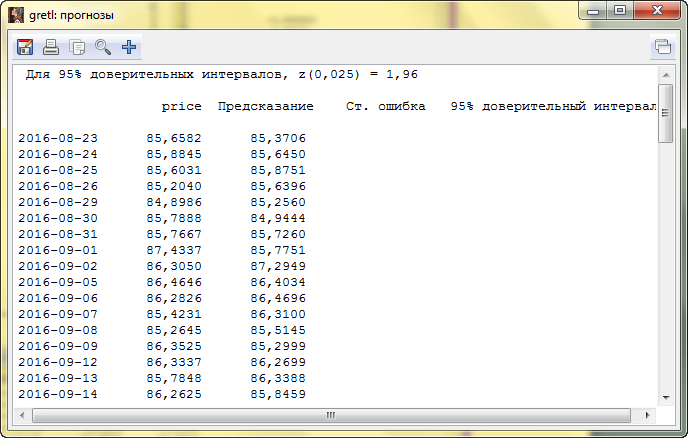 gretl: прогнозы
Для 95% доверительных интервалов, z(0,025) = 1,96
price Предсказание Ст. ошибка 95% доверительный интервал
2016-08-23 85,6582 85,3706
2016-08-24 85,8845 85,6450
2016-08-25 85,6031 85,8751
2016-08-26 85,2040 85,6396
2016-08-29 84,8986 85,2560
2016-08-30 85,7888 84,9444
2016-08-31 85,7667 85,7260
2016-09-01 87,4337 85,7751
2016-09-02 86,3050 87,2949
2016-09-05 86,4646 86,4034
2016-09-06 86,2826 86,4696
2016-09-07 85,4231 86,3100
2016-09-08 85,2645 85,5145
2016-09-09 86,3525 85,2999
2016-09-12 86,3337 86,2699
2016-09-13 85,7848 86,3388
2016-09-14 86,2625 85,8459